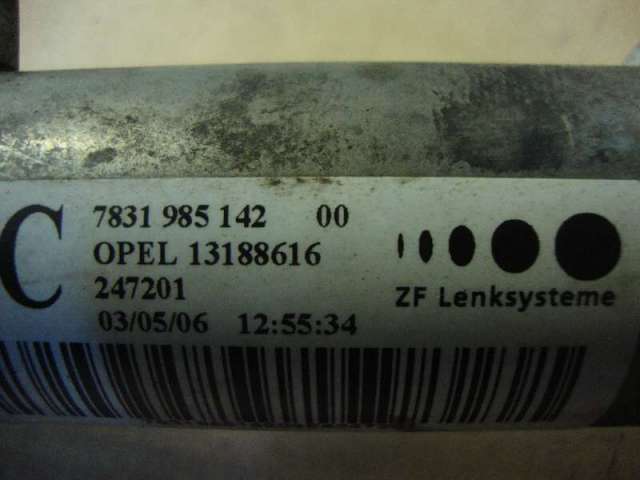 C
7831 985 142 00
OPEL 13188616
247201
03/05/06 12:55:34
ZF Lenksysteme